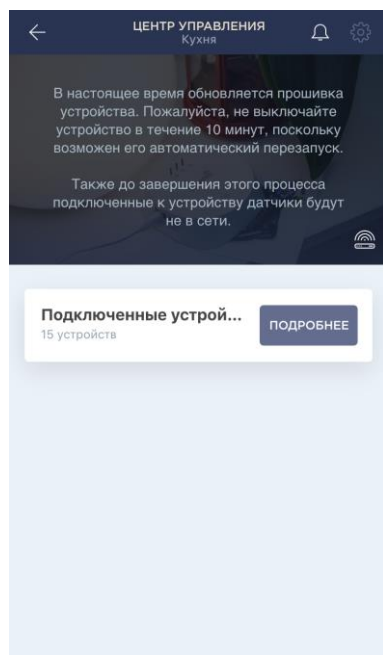 ЦЕНТР УПРАВЛЕНИЯ
Кухня
В настоящее время обновляется прошивка
устройства. Пожалуйста, не выключайте
устройство в течение 10 минут, поскольку
возможен его автоматический перезапуск.
Также до завершения этого процесса
подключенные к устройству датчики будут
не в сети.
Подключенные устрой...
15 устройств
ПОДРОБНЕЕ